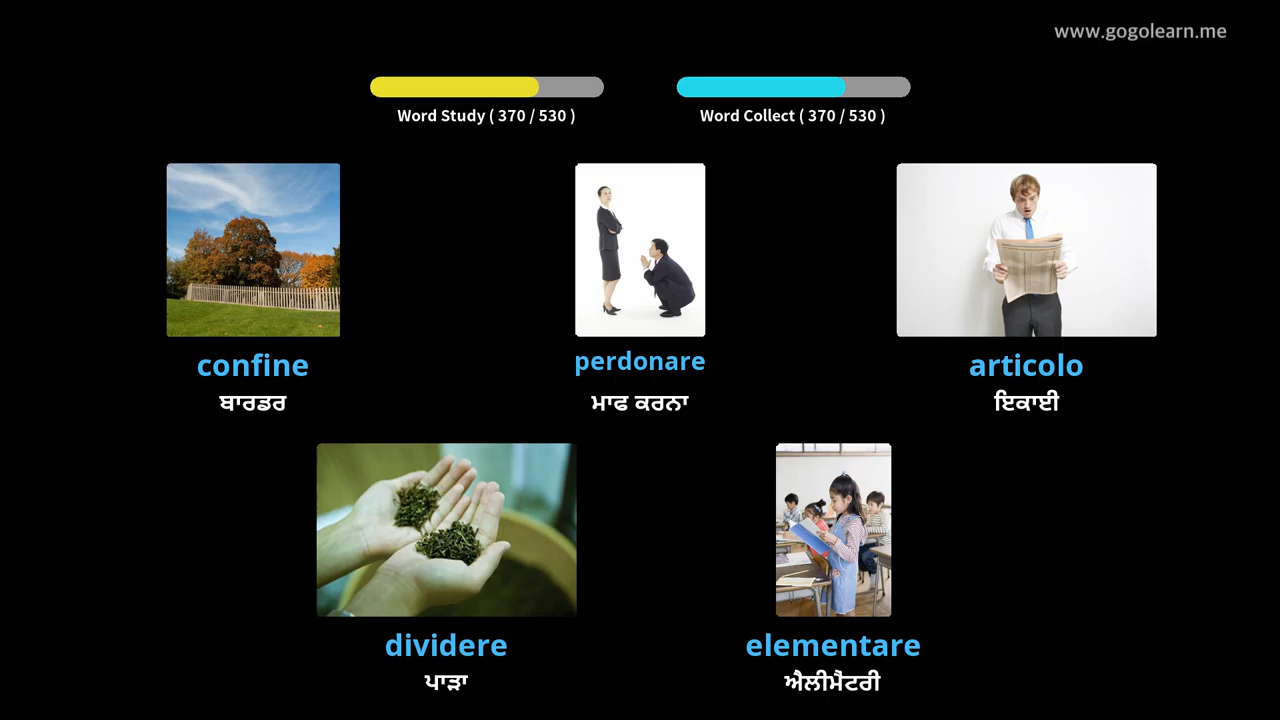 www.gogolearn.me
Word Study ( 370 / 530 )
Word Collect ( 370 / 530 )
confine
ਬਾਰਡਰ
perdonare
ਮਾਫ ਕਰਨਾ
articolo
ਇਕਾਈ
dividere
ਪਾੜਾ
elementare
ਐਲੀਮੈਂਟਰੀ